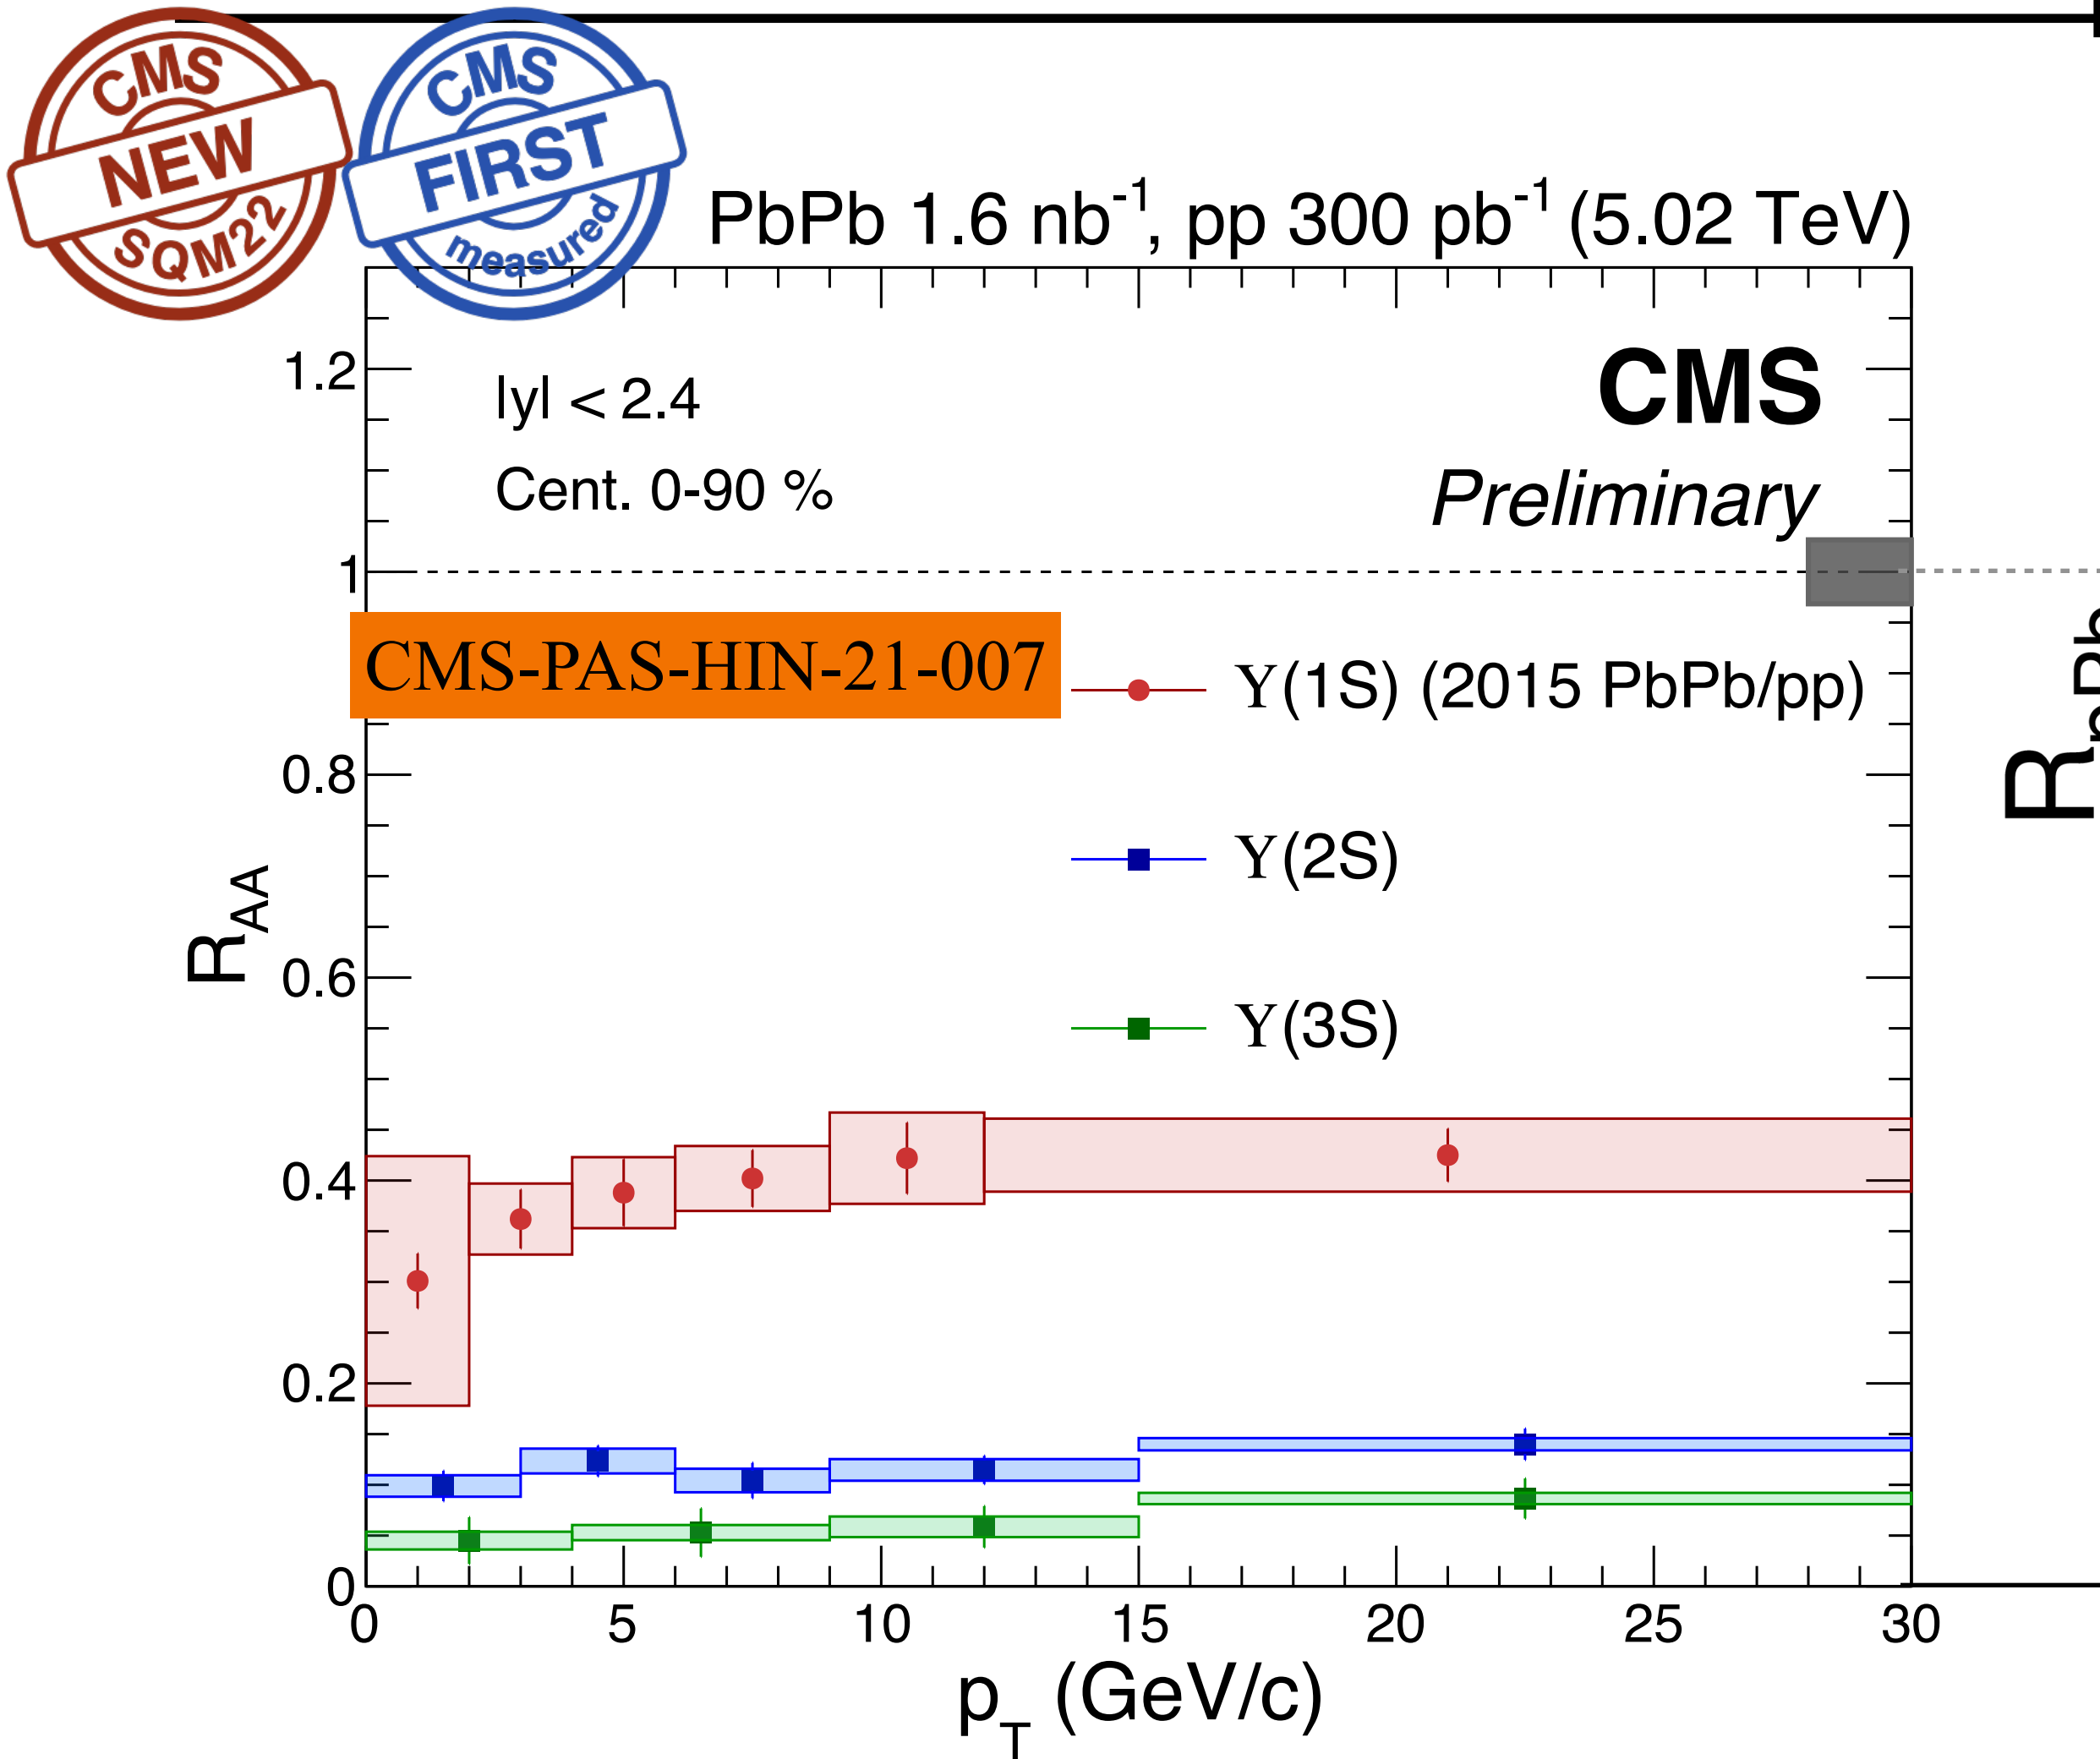 CMS
NEW
SQM22
CMS
FIRST
measured
PbPb 1.6 nb⁻¹, pp 300 pb⁻¹ (5.02 TeV)
|y| < 2.4
Cent. 0-90 %
CMS
Preliminary
CMS-PAS-HIN-21-007
Υ(1S) (2015 PbPb/pp)
Υ(2S)
Υ(3S)
R_AA
1.2
1
0.8
0.6
0.4
0.2
0
0 5 10 15 20 25 30
p_T (GeV/c)